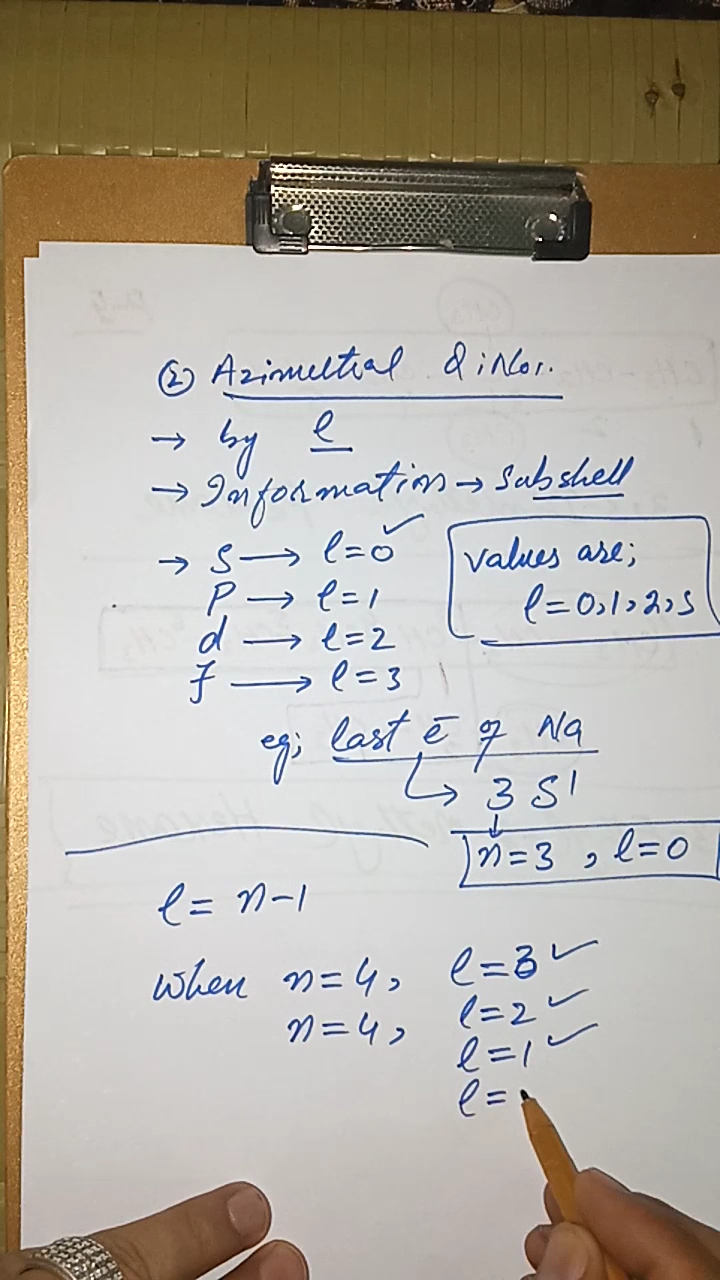 ② Azimuthal Q.i.Nos.
→ by l
→ Information → Subshell
→ S → l=0 ✓
P → l=1
d → l=2
f → l=3
values are;
l=0,1,2,3
eg; last ē of Na
↳ 3S¹
↓
n=3, l=0
l= n-1
When n=4, l=3 ✓
n=4, l=2 ✓
l=1 ✓
l=